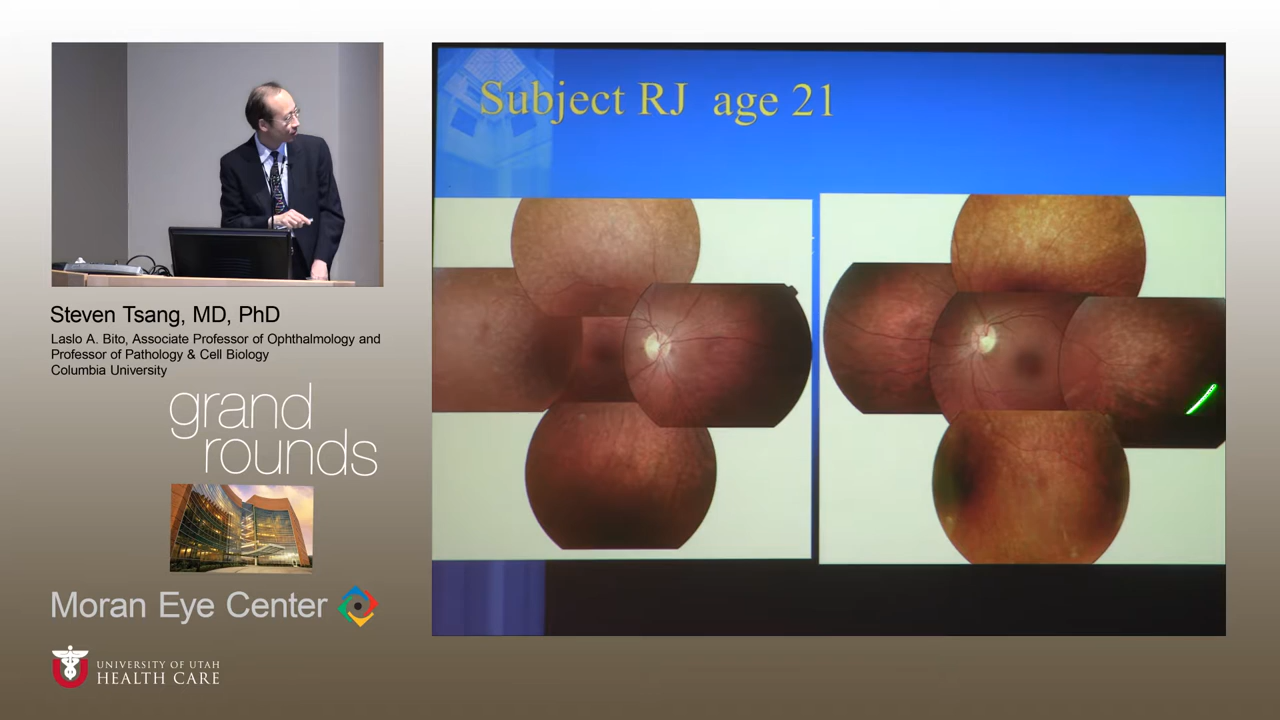 Subject RJ age 21
Steven Tsang, MD, PhD
Laslo A. Bito, Associate Professor of Ophthalmology and
Professor of Pathology & Cell Biology
Columbia University
grand
rounds
Moran Eye Center
U
UNIVERSITY OF UTAH
HEALTH CARE